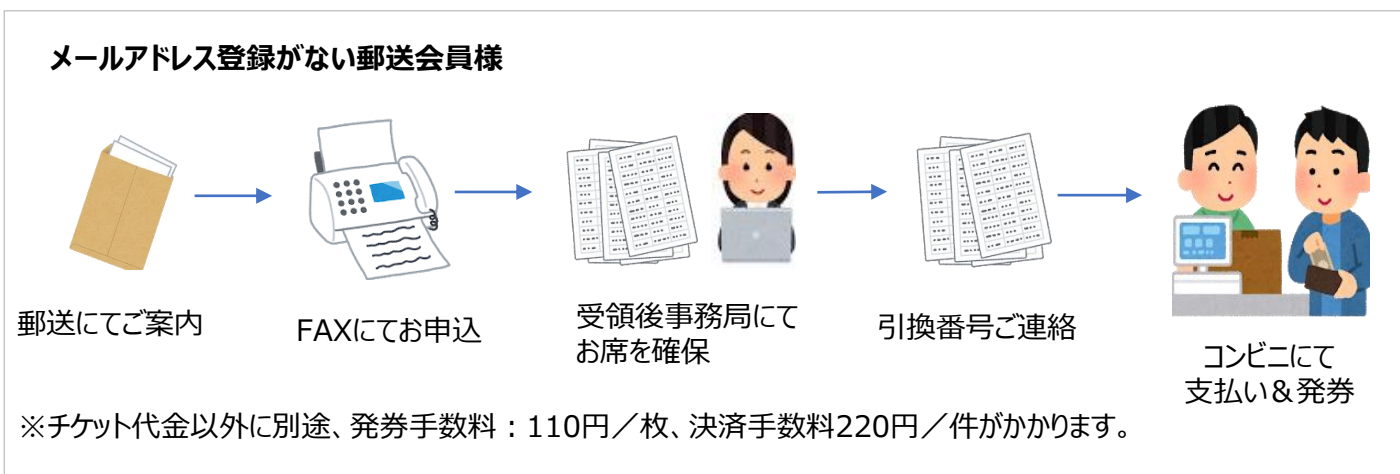 メールアドレス登録がない郵送会員様
郵送にてご案内
FAXにてお申込
受領後事務局にて
お席を確保
引換番号ご連絡
コンビニにて
支払い＆発券
※チケット代金以外に別途、発券手数料：110円／枚、決済手数料220円／件がかかります。